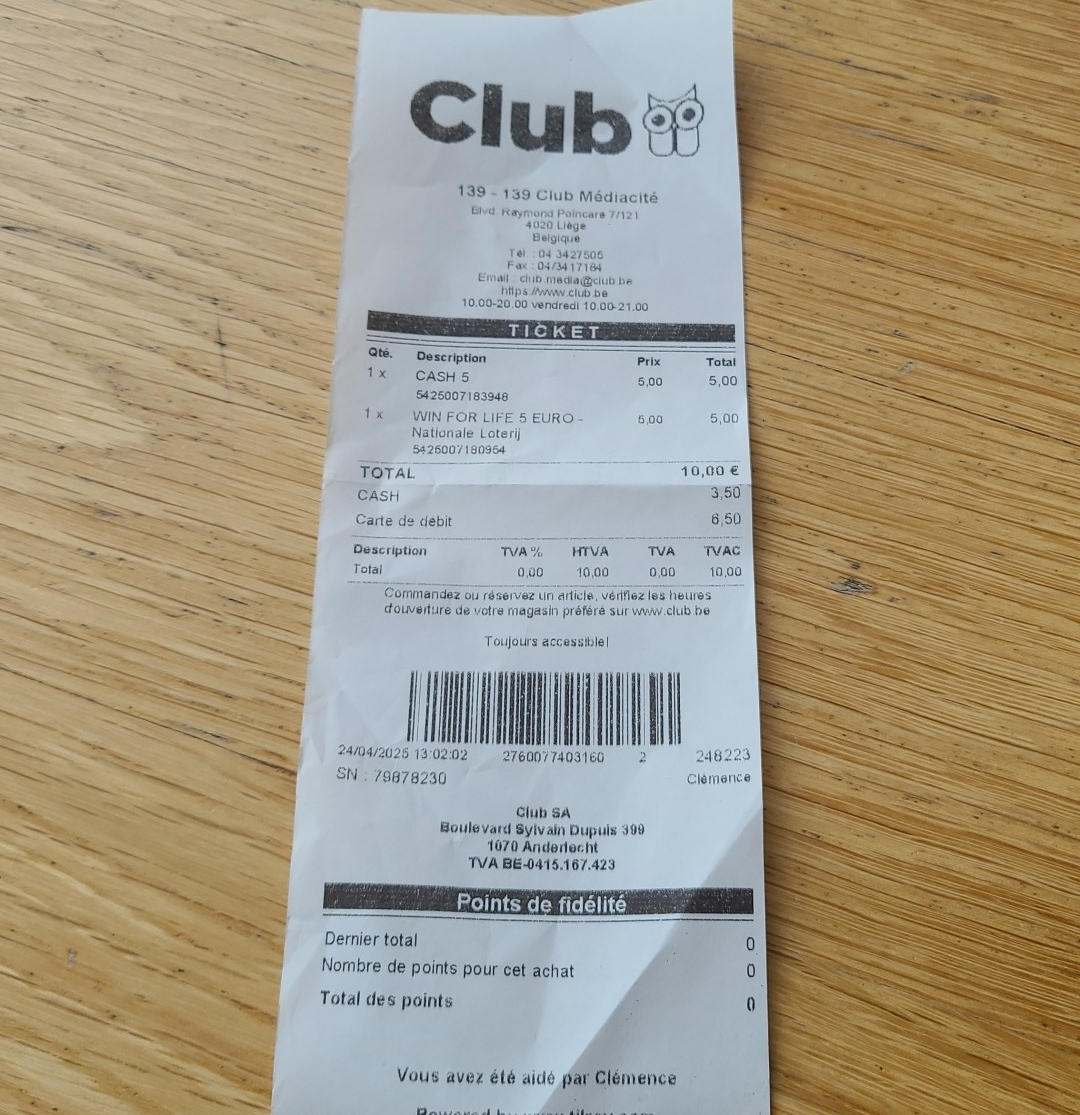 Club
139 - 139 Club Médiacité
Blvd. Raymond Poincaré 7/121
4020 Liège
Belgique
Tél. : 04 3427506
Fax : 04/3417184
Email : club.media@club.be
https://www.club.be
10.00-20.00 vendredi 10.00-21.00
TICKET
Qté. Description Prix Total
1 x CASH 5 5,00 5,00
5425007183948
1 x WIN FOR LIFE 5 EURO - 5,00 5,00
Nationale Loterij
5425007180954
TOTAL 10,00 €
CASH 3,50
Carte de débit 6,50
Description TVA % HTVA TVA TVAC
Total 0,00 10,00 0,00 10,00
Commandez ou réservez un article, vérifiez les heures
d'ouverture de votre magasin préféré sur www.club.be
Toujours accessible!
24/04/2025 13:02:02 2760077403160 2 248223
SN : 79878230 Clémence
Club SA
Boulevard Sylvain Dupuis 399
1070 Anderlecht
TVA BE-0415.167.423
Points de fidélité
Dernier total 0
Nombre de points pour cet achat 0
Total des points 0
Vous avez été aidé par Clémence
Powered by